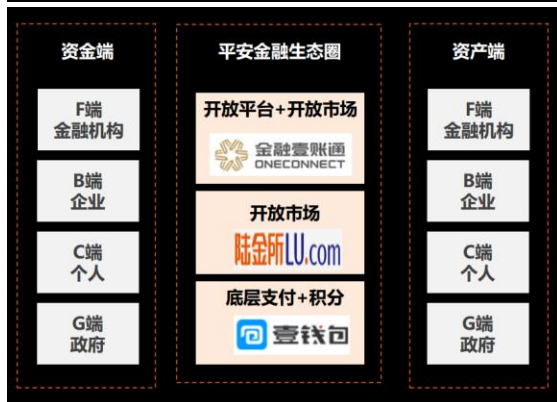 资金端
F端
金融机构
B端
企业
C端
个人
G端
政府
平安金融生态圈
开放平台+开放市场
金融壹账通
ONECONNECT
开放市场
陆金所LU.com
底层支付+积分
壹钱包
资产端
F端
金融机构
B端
企业
C端
个人
G端
政府